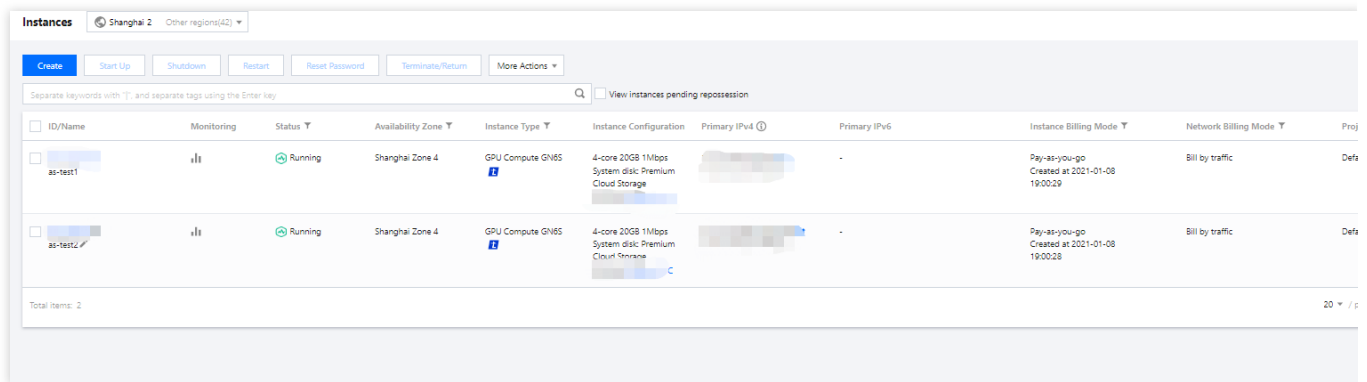 Instances Shanghai 2 Other regions(42)
Create Start Up Shutdown Restart Reset Password Terminate/Return More Actions
Separate keywords with "|", and separate tags using the Enter key View instances pending repossession
ID/Name Monitoring Status Availability Zone Instance Type Instance Configuration Primary IPv4 Primary IPv6 Instance Billing Mode Network Billing Mode Proj
Running Shanghai Zone 4 GPU Compute GN6S 4-core 20GB 1Mbps - Pay-as-you-go Bill by traffic Defa
as-test1 System disk: Premium Created at 2021-01-08
Cloud Storage 19:00:29
Running Shanghai Zone 4 GPU Compute GN6S 4-core 20GB 1Mbps - Pay-as-you-go Bill by traffic Defa
as-test2 System disk: Premium Created at 2021-01-08
Cloud Storage 19:00:28
C
Total items: 2 20 / p